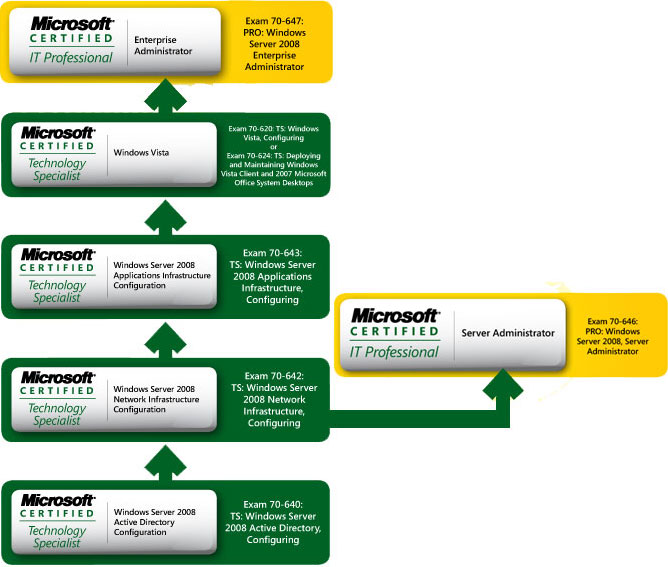 Microsoft
CERTIFIED
IT Professional
Enterprise
Administrator
Exam 70-647:
PRO: Windows
Server 2008
Enterprise
Administrator
Microsoft
CERTIFIED
Technology
Specialist
Windows Vista
Exam 70-620: TS: Windows
Vista, Configuring
or
Exam 70-624: TS: Deploying
and Maintaining Windows
Vista Client and 2007 Microsoft
Office System Desktops
Microsoft
CERTIFIED
Technology
Specialist
Windows Server 2008
Applications Infrastructure
Configuration
Exam 70-643:
TS: Windows Server
2008 Applications
Infrastructure,
Configuring
Microsoft
CERTIFIED
IT Professional
Server Administrator
Exam 70-646:
PRO: Windows
Server 2008, Server
Administrator
Microsoft
CERTIFIED
Technology
Specialist
Windows Server 2008
Network Infrastructure
Configuration
Exam 70-642:
TS: Windows Server
2008 Network
Infrastructure,
Configuring
Microsoft
CERTIFIED
Technology
Specialist
Windows Server 2008
Active Directory
Configuration
Exam 70-640:
TS: Windows Server
2008 Active Directory,
Configuring